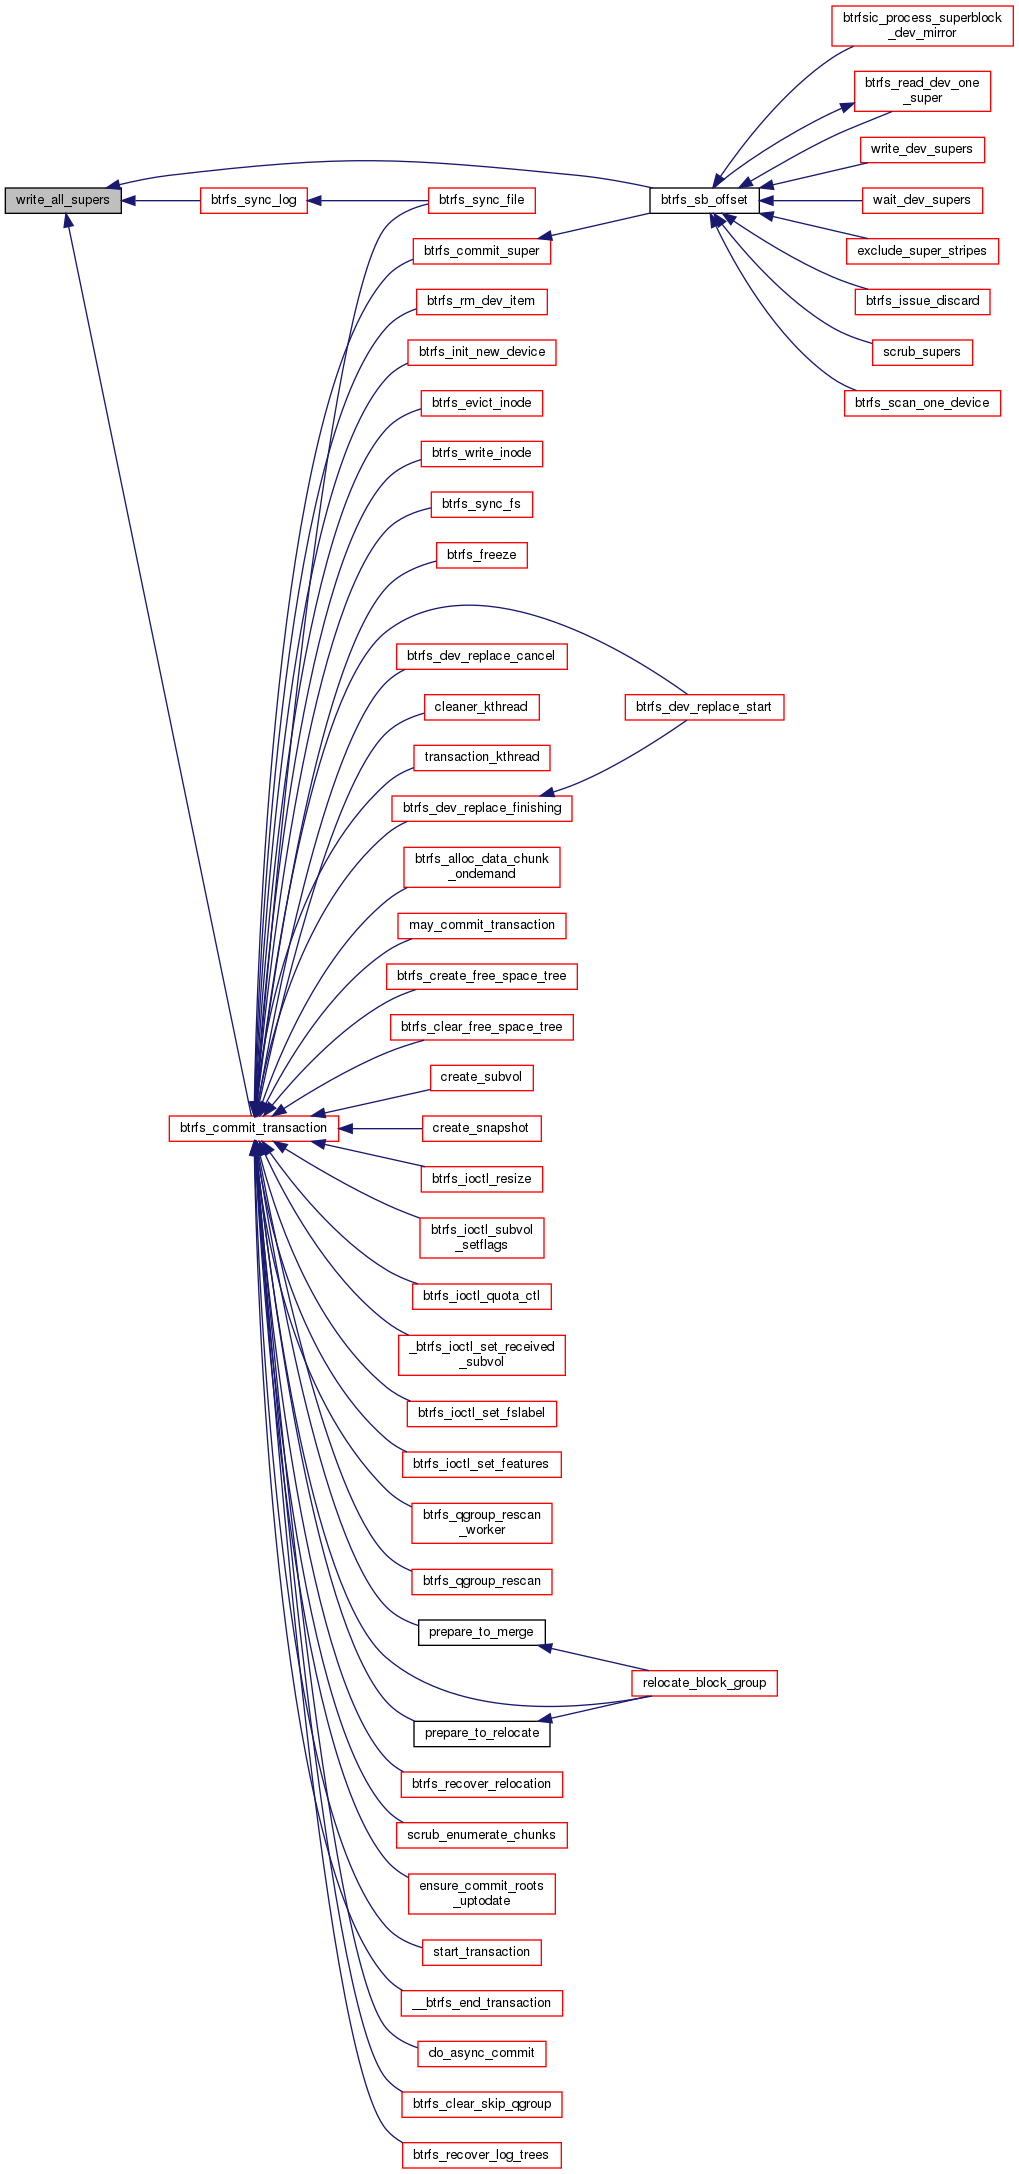 btrfsic_process_superblock
_dev_mirror
btrfs_read_dev_one
_super
write_dev_supers
write_all_supers
btrfs_sync_log
btrfs_sync_file
btrfs_sb_offset
wait_dev_supers
btrfs_commit_super
exclude_super_stripes
btrfs_rm_dev_item
btrfs_issue_discard
btrfs_init_new_device
scrub_supers
btrfs_evict_inode
btrfs_scan_one_device
btrfs_write_inode
btrfs_sync_fs
btrfs_freeze
btrfs_dev_replace_cancel
cleaner_kthread
btrfs_dev_replace_start
transaction_kthread
btrfs_dev_replace_finishing
btrfs_alloc_data_chunk
_ondemand
may_commit_transaction
btrfs_create_free_space_tree
btrfs_clear_free_space_tree
create_subvol
btrfs_commit_transaction
create_snapshot
btrfs_ioctl_resize
btrfs_ioctl_subvol
_setflags
btrfs_ioctl_quota_ctl
_btrfs_ioctl_set_received
_subvol
btrfs_ioctl_set_fslabel
btrfs_ioctl_set_features
btrfs_qgroup_rescan
_worker
btrfs_qgroup_rescan
prepare_to_merge
relocate_block_group
prepare_to_relocate
btrfs_recover_relocation
scrub_enumerate_chunks
ensure_commit_roots
_uptodate
start_transaction
__btrfs_end_transaction
do_async_commit
btrfs_clear_skip_qgroup
btrfs_recover_log_trees